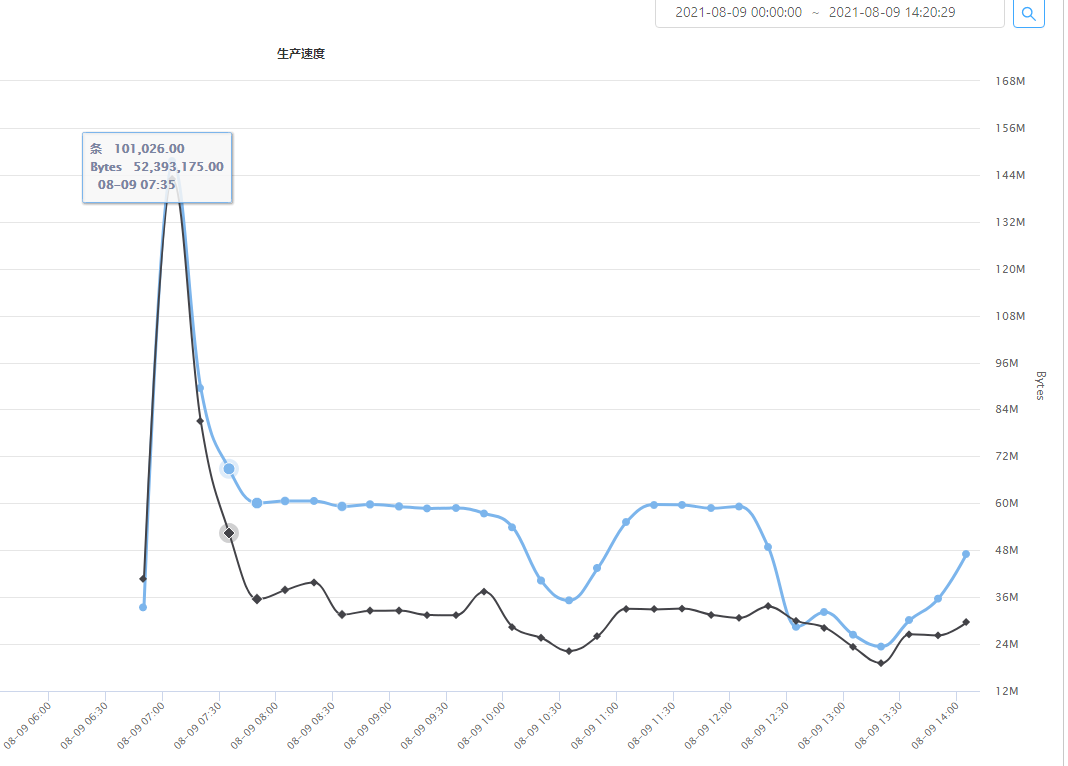 2021-08-09 00:00:00 ~ 2021-08-09 14:20:29
生产速度
168M
156M
144M
132M
120M
108M
96M
84M
72M
60M
48M
36M
24M
12M
Bytes
条 101,026.00
Bytes 52,393,175.00
08-09 07:35
08-09 06:00
08-09 06:30
08-09 07:00
08-09 07:30
08-09 08:00
08-09 08:30
08-09 09:00
08-09 09:30
08-09 10:00
08-09 10:30
08-09 11:00
08-09 11:30
08-09 12:00
08-09 12:30
08-09 13:00
08-09 13:30
08-09 14:00